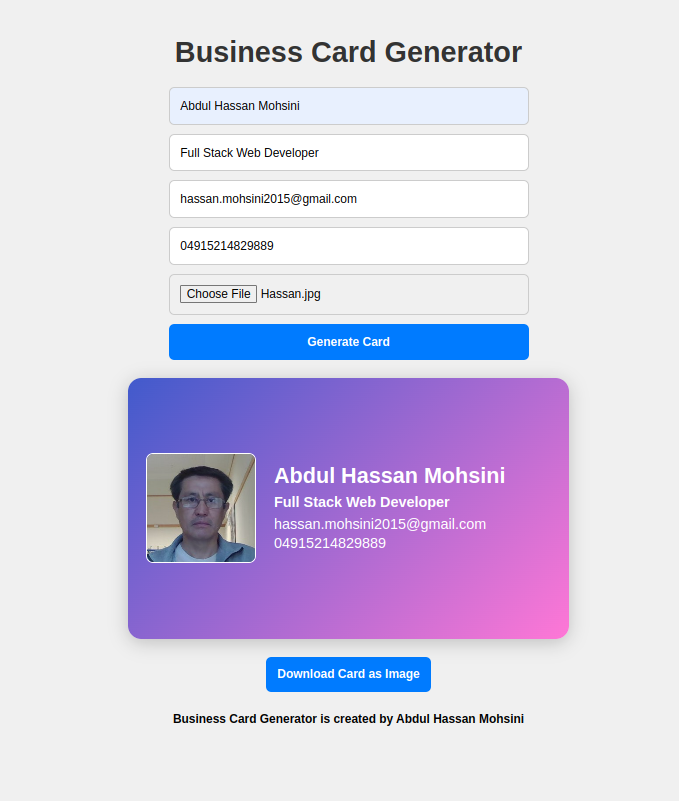 Business Card Generator
Abdul Hassan Mohsini
Full Stack Web Developer
hassan.mohsini2015@gmail.com
04915214829889
Choose File Hassan.jpg
Generate Card
Abdul Hassan Mohsini
Full Stack Web Developer
hassan.mohsini2015@gmail.com
04915214829889
Download Card as Image
Business Card Generator is created by Abdul Hassan Mohsini